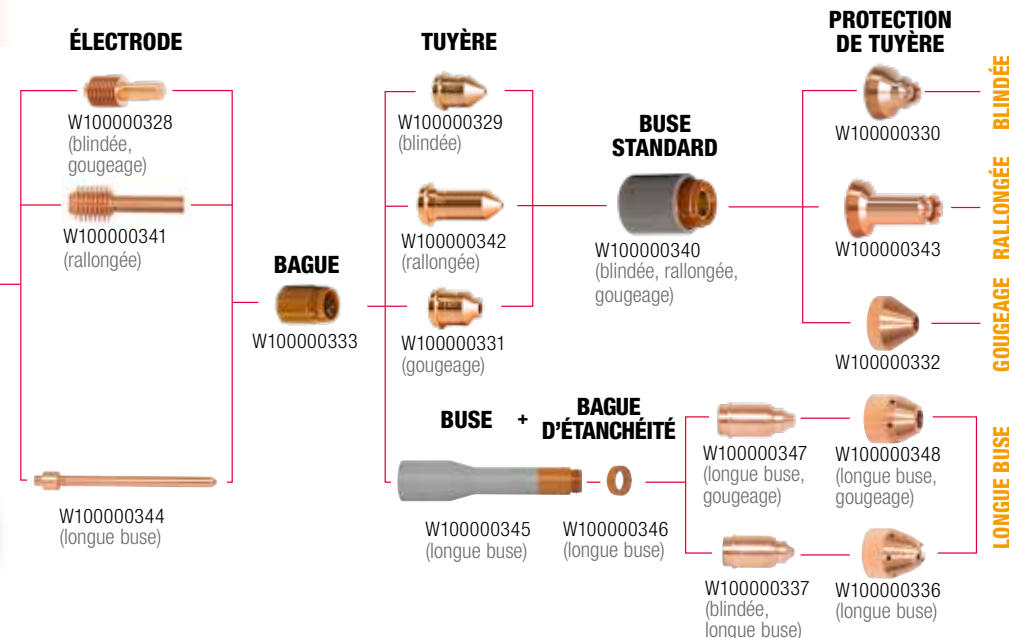 ÉLECTRODE
W100000328
(blindée,
gougeage)
W100000341
(rallongée)
W100000344
(longue buse)
BAGUE
W100000333
TUYÈRE
W100000329
(blindée)
W100000342
(rallongée)
W100000331
(gougeage)
BUSE
STANDARD
W100000340
(blindée, rallongée,
gougeage)
PROTECTION
DE TUYÈRE
W100000330
BLINDÉE
W100000343
RALLONGÉE
W100000332
GOUGEAGE
BUSE + BAGUE
D'ÉTANCHÉITÉ
W100000345
(longue buse)
W100000346
(longue buse)
W100000347
(longue buse,
gougeage)
W100000348
(longue buse,
gougeage)
W100000337
(blindée,
longue buse)
W100000336
(longue buse)
LONGUE BUSE